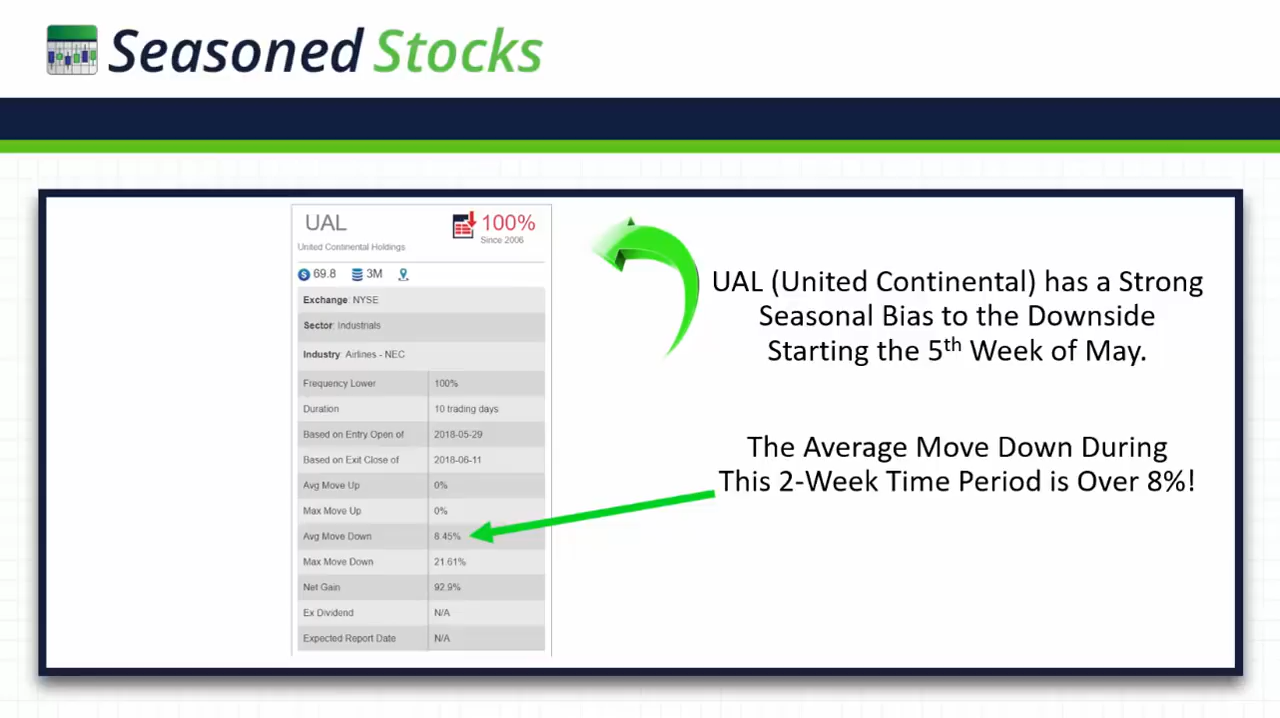 Seasoned Stocks
UAL
100%
Since 2006
United Continental Holdings
69.8
3M
Exchange: NYSE
Sector: Industrials
Industry: Airlines - NEC
Frequency Lower 100%
Duration 10 trading days
Based on Entry Open of 2018-05-29
Based on Exit Close of 2018-06-11
Avg Move Up 0%
Max Move Up 0%
Avg Move Down 8.45%
Max Move Down 21.61%
Net Gain 92.9%
Ex Dividend N/A
Expected Report Date N/A
UAL (United Continental) has a Strong
Seasonal Bias to the Downside
Starting the 5th Week of May.
The Average Move Down During
This 2-Week Time Period is Over 8%!